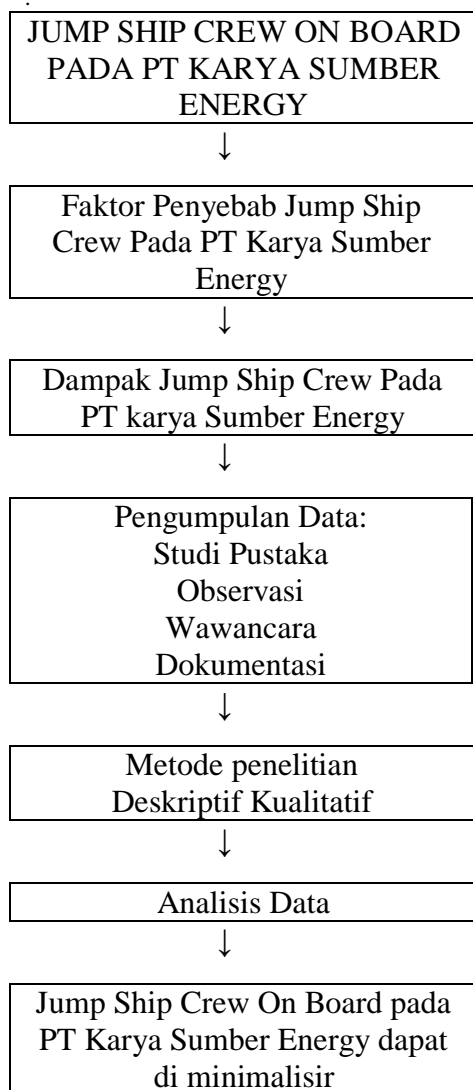 .
JUMP SHIP CREW ON BOARD
PADA PT KARYA SUMBER
ENERGY
↓
Faktor Penyebab Jump Ship
Crew Pada PT Karya Sumber
Energy
↓
Dampak Jump Ship Crew Pada
PT karya Sumber Energy
↓
Pengumpulan Data:
Studi Pustaka
Observasi
Wawancara
Dokumentasi
↓
Metode penelitian
Deskriptif Kualitatif
↓
Analisis Data
↓
Jump Ship Crew On Board pada
PT Karya Sumber Energy dapat
di minimalisir